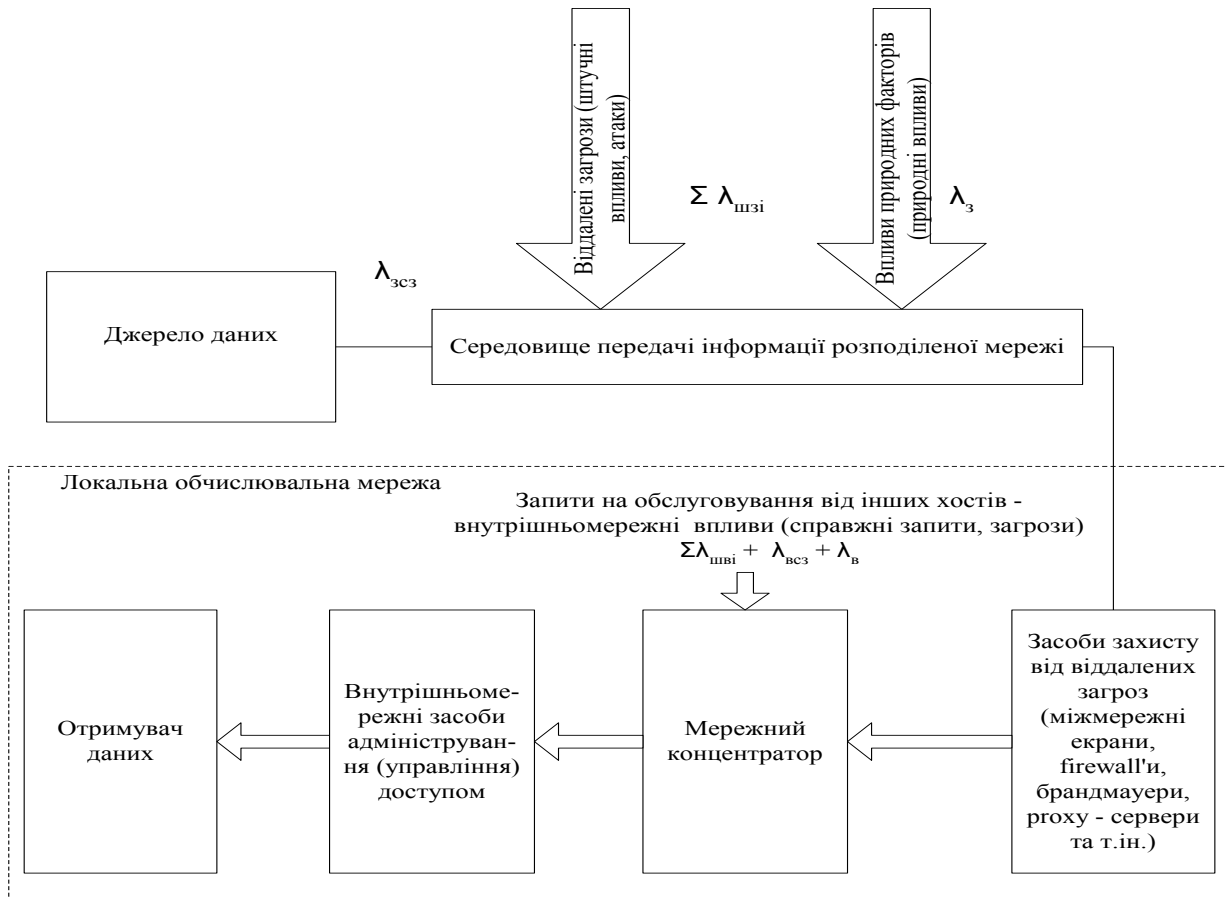 Віддалені загрози (штучні
впливи, атаки)
Σ λшзі
Впливи природних факторів
(природні впливи)
λз
λзсз
Джерело даних
Середовище передачі інформації розподіленої мережі
Локальна обчислювальна мережа
Запити на обслуговування від інших хостів -
внутрішньомережні впливи (справжні запити, загрози)
Σλшві + λвсз + λв
Отримувач
даних
Внутрішньоме-
режні засоби
адмініструван-
ня (управління)
доступом
Мережний
концентратор
Засоби захисту
від віддалених
загроз
(міжмережні
екрани,
firewall'и,
брандмауери,
proxy - сервери
та т.ін.)